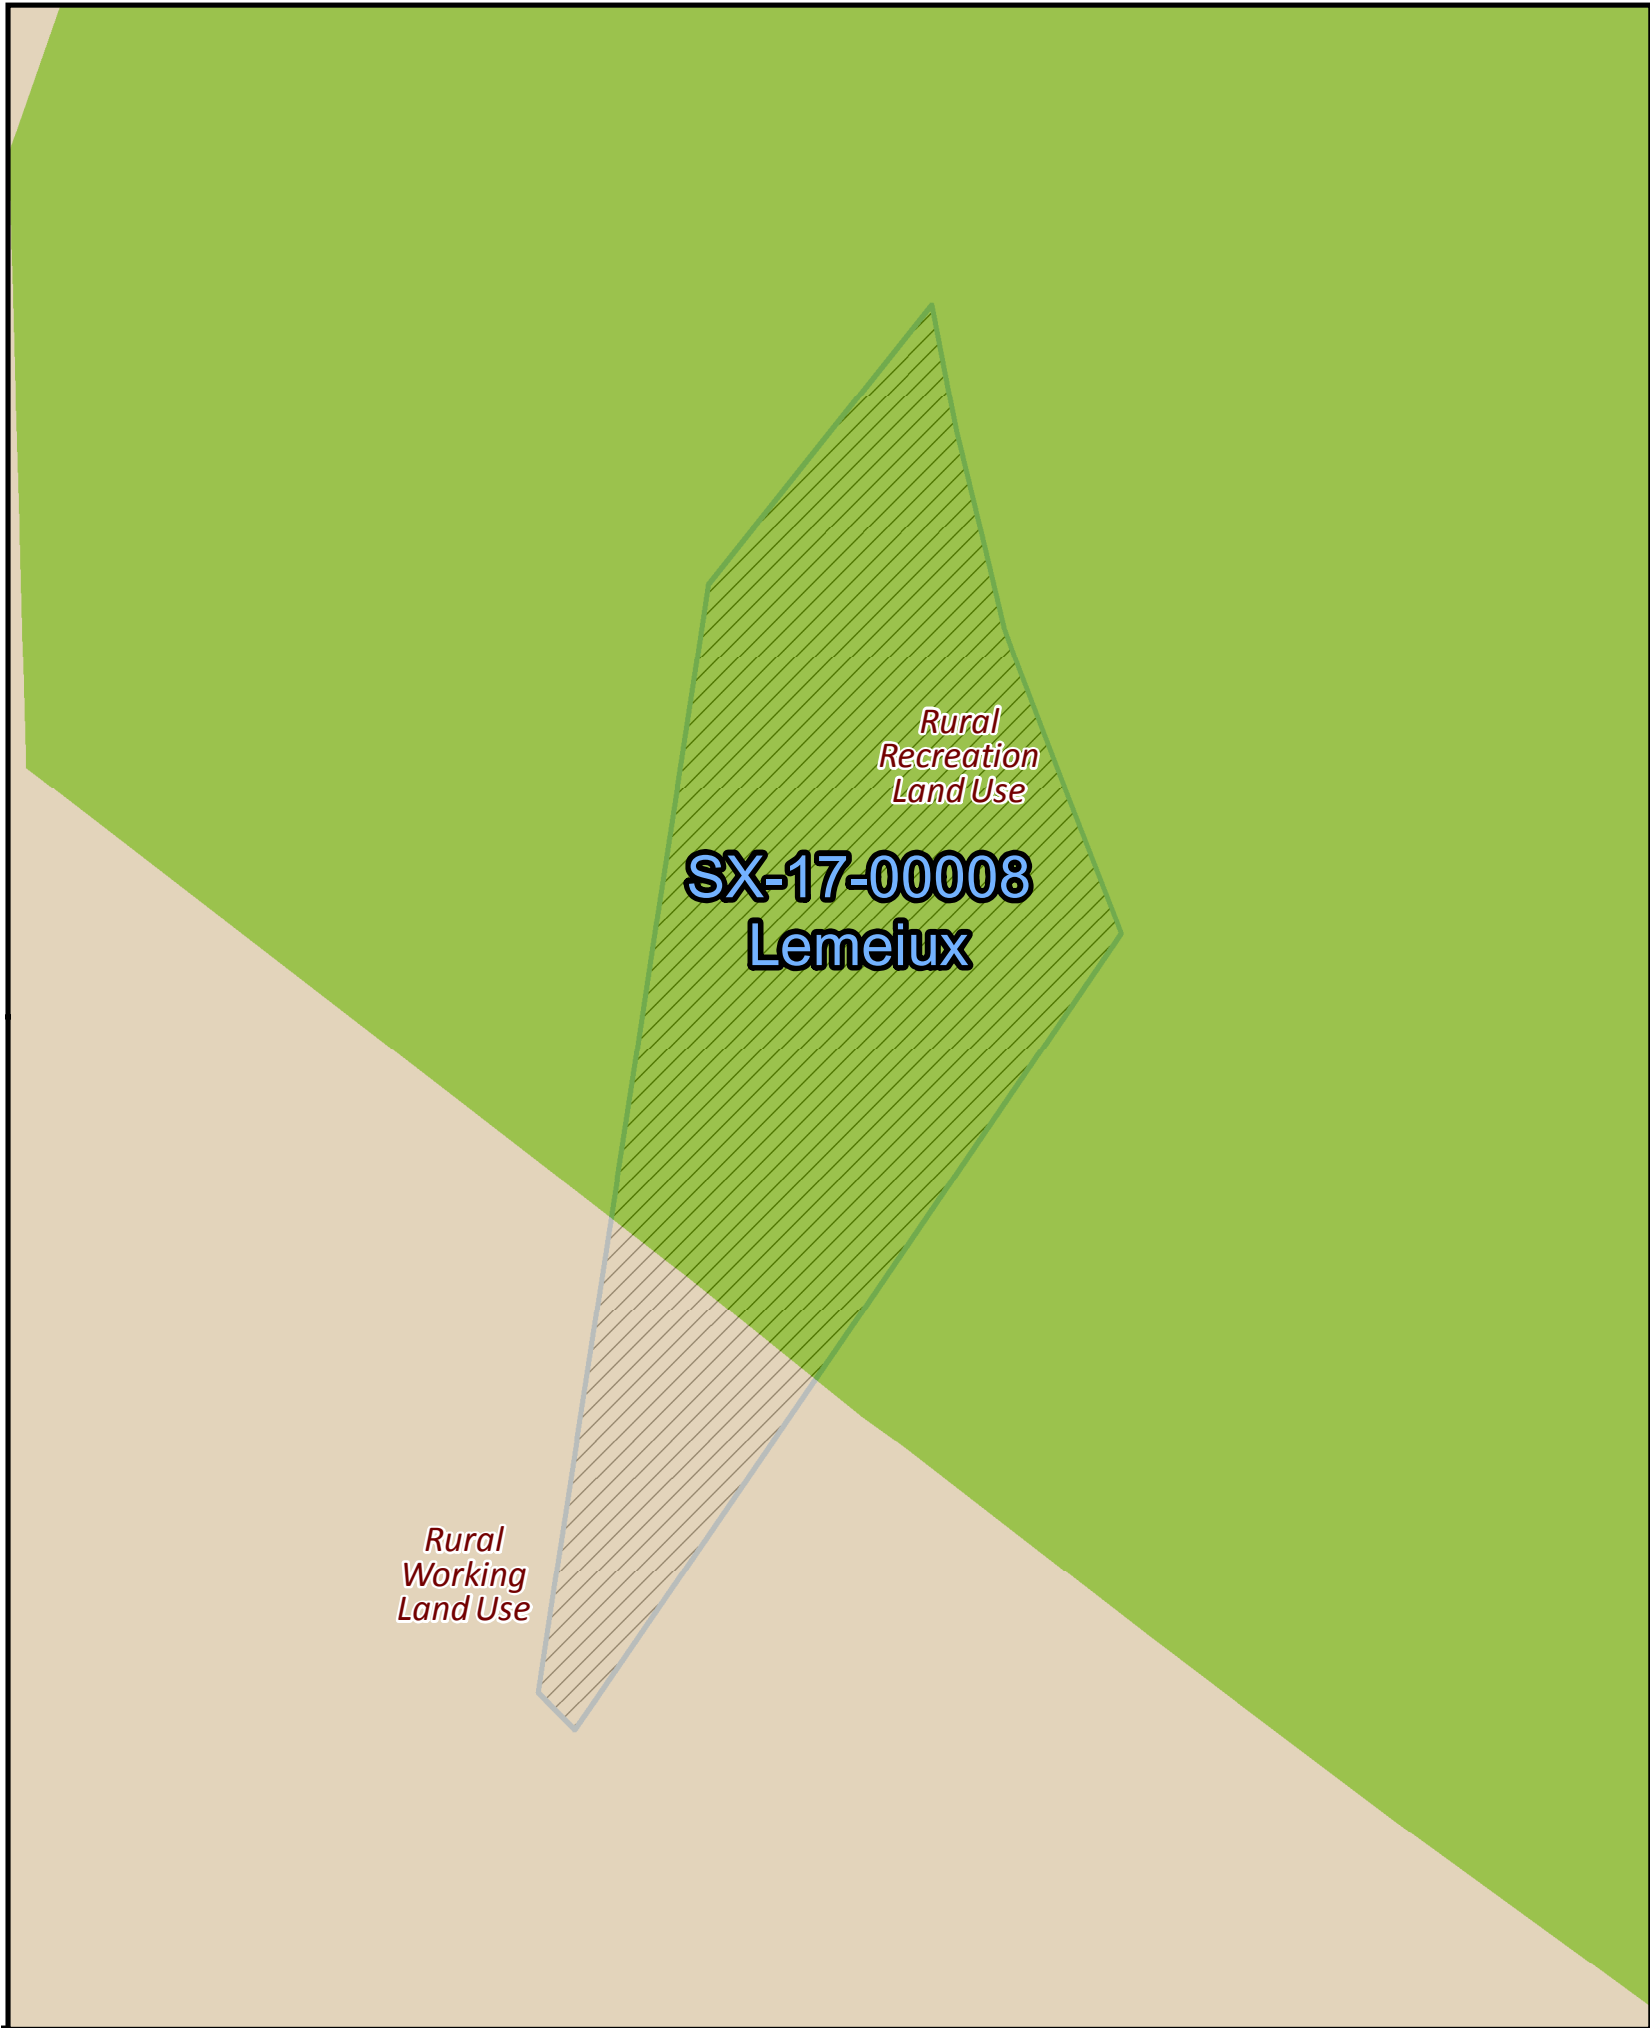 Rural
Recreation
Land Use
SX-17-00008
Lemeiux
Rural
Working
Land Use